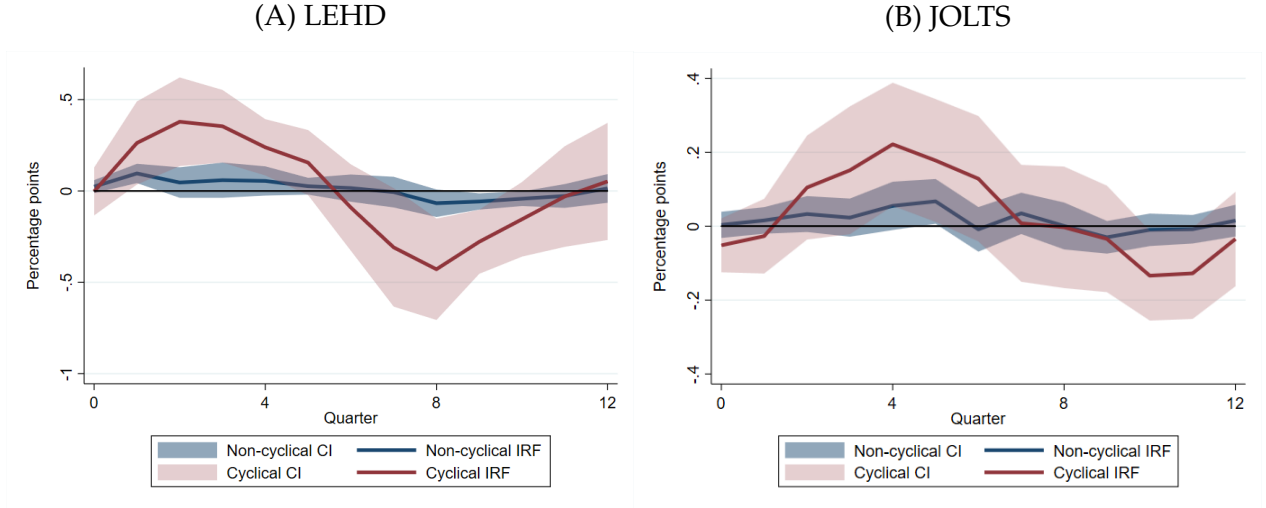 (A) LEHD
Percentage points
.5
0
-.5
-1
0 4 8 12
Quarter
Non-cyclical CI Non-cyclical IRF
Cyclical CI Cyclical IRF
(B) JOLTS
Percentage points
.4
.2
0
-.2
-.4
0 4 8 12
Quarter
Non-cyclical CI Non-cyclical IRF
Cyclical CI Cyclical IRF